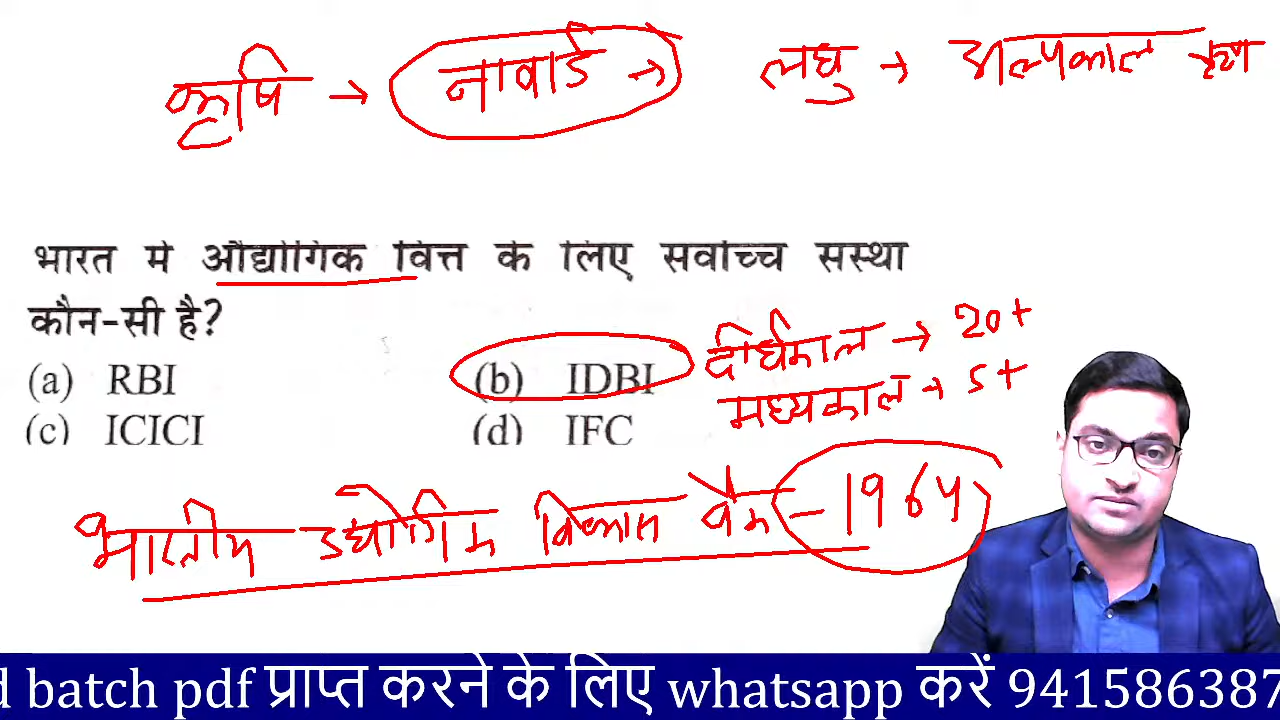 कृषि → नाबार्ड → लघु → अल्पकाल ऋण
भारत में औद्योगिक वित्त के लिए सर्वोच्च संस्था
कौन-सी है?
(a) RBI (b) IDBI
(c) ICICI (d) IFC
दीर्घकाल → 20+
मध्यकाल → 5+
भारतीय उद्योगिक विकास बैंक - 1964
d batch pdf प्राप्त करने के लिए whatsapp करें 941586387